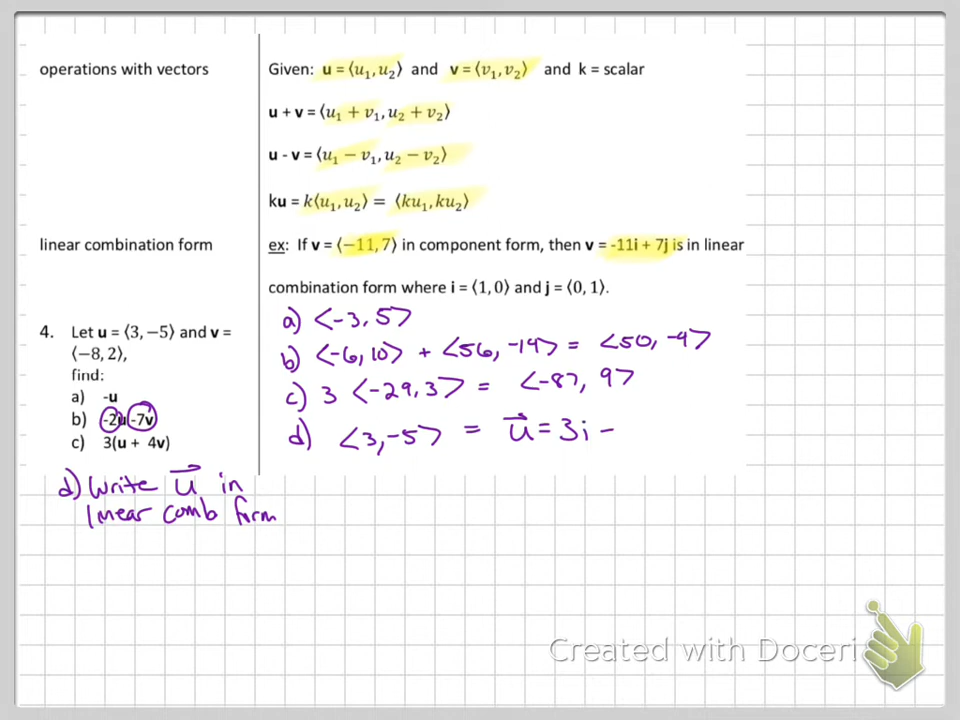 operations with vectors
Given: u = ⟨u₁, u₂⟩ and v = ⟨v₁, v₂⟩ and k = scalar
u + v = ⟨u₁ + v₁, u₂ + v₂⟩
u - v = ⟨u₁ − v₁, u₂ − v₂⟩
ku = k⟨u₁, u₂⟩ = ⟨ku₁, ku₂⟩
linear combination form
ex: If v = ⟨−11, 7⟩ in component form, then v = -11i + 7j is in linear
combination form where i = ⟨1, 0⟩ and j = ⟨0, 1⟩.
4. Let u = ⟨3, −5⟩ and v =
⟨−8, 2⟩,
find:
a) -u
b) -2u -7v
c) 3(u + 4v)
d) Write u⃗ in
linear comb form
a) <-3, 5>
b) <-6, 10> + <56, -14> = <50, -4>
c) 3 <-29, 3> = <-87, 9>
d) <3, -5> = u⃗ = 3i -
Created with Doceri